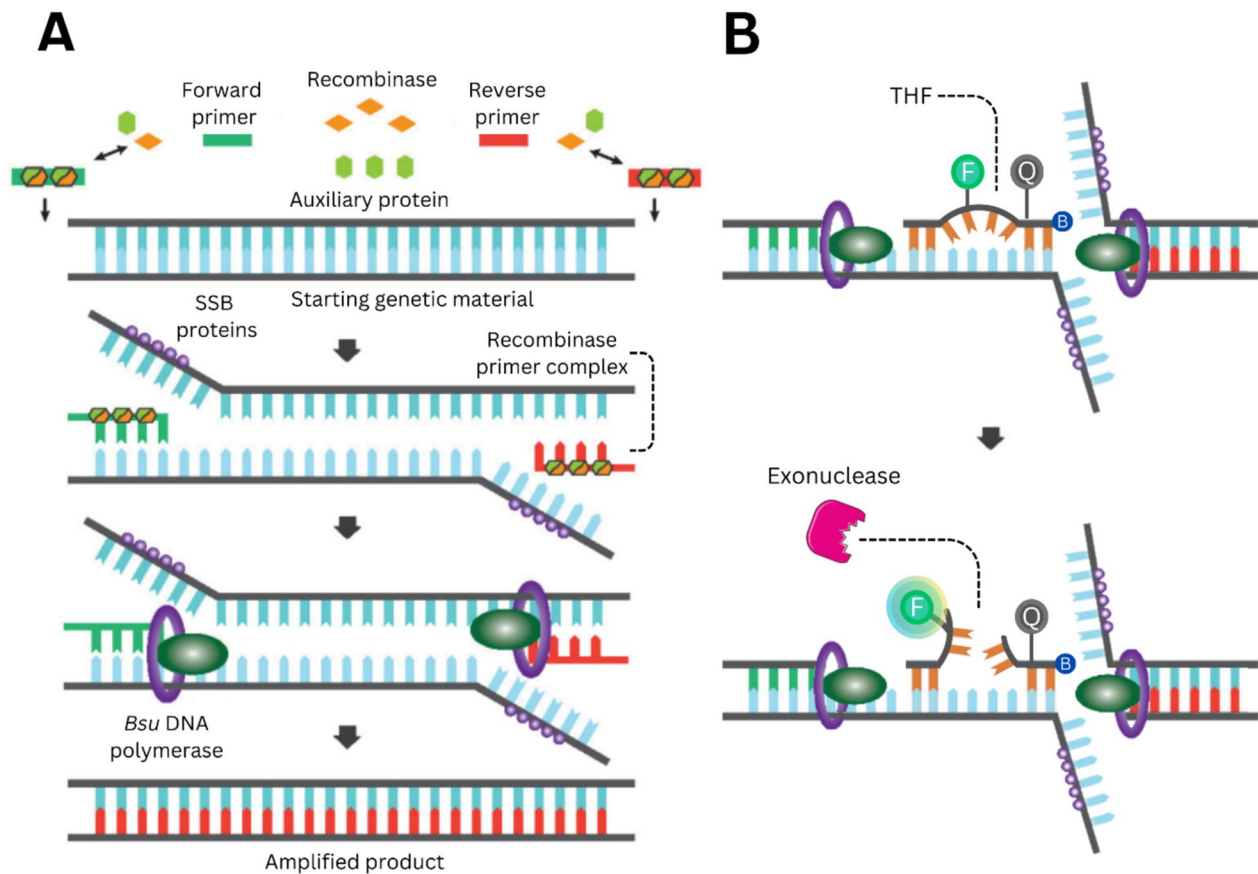 A
Forward
primer
Recombinase
Reverse
primer
Auxiliary protein
Starting genetic material
SSB
proteins
Recombinase
primer complex
Bsu DNA
polymerase
Amplified product
B
THF
F
Q
B
Exonuclease
F
Q
B